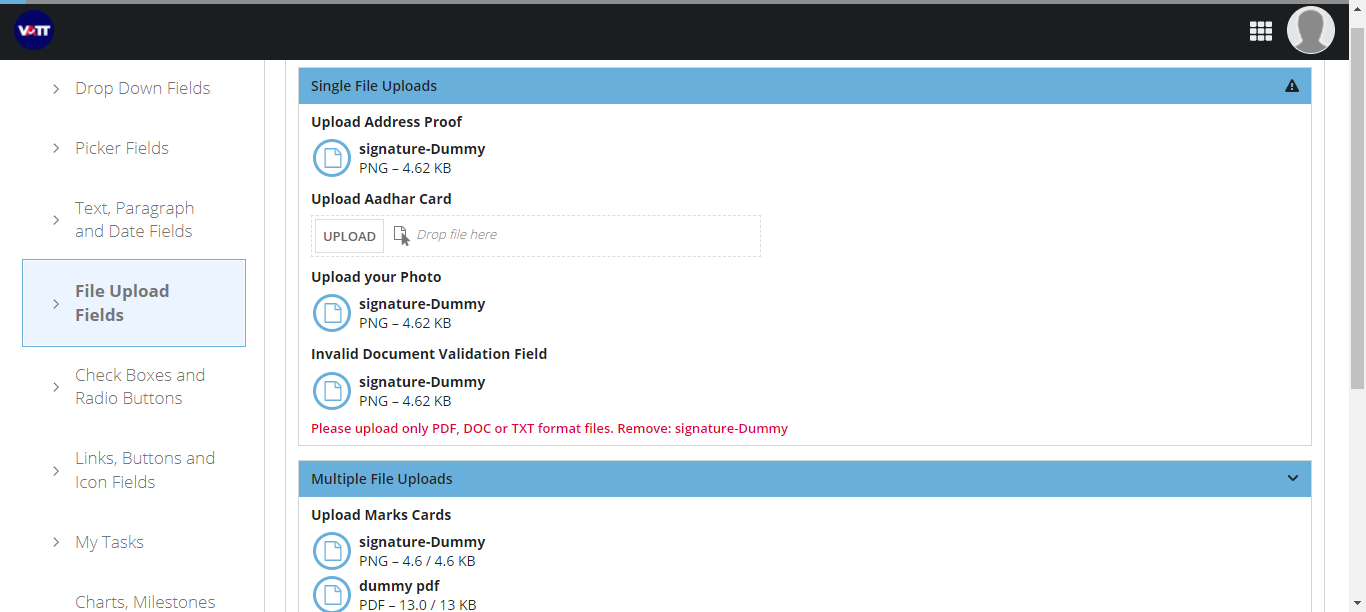 VOTT
Drop Down Fields
Picker Fields
Text, Paragraph
and Date Fields
File Upload
Fields
Check Boxes and
Radio Buttons
Links, Buttons and
Icon Fields
My Tasks
Charts, Milestones
Single File Uploads
Upload Address Proof
signature-Dummy
PNG – 4.62 KB
Upload Aadhar Card
UPLOAD Drop file here
Upload your Photo
signature-Dummy
PNG – 4.62 KB
Invalid Document Validation Field
signature-Dummy
PNG – 4.62 KB
Please upload only PDF, DOC or TXT format files. Remove: signature-Dummy
Multiple File Uploads
Upload Marks Cards
signature-Dummy
PNG – 4.6 / 4.6 KB
dummy pdf
PDF – 13.0 / 13 KB